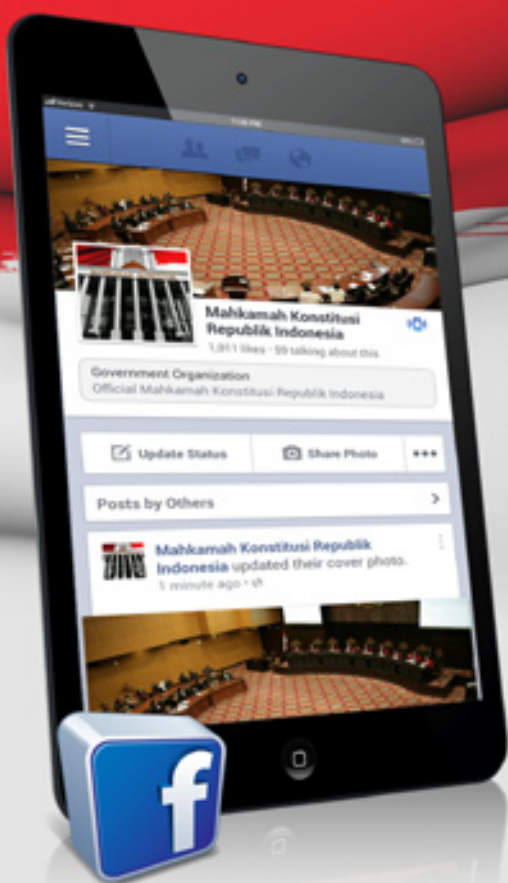 Mahkamah Konstitusi
Republik Indonesia
1,011 likes · 59 talking about this
Government Organization
Official Mahkamah Konstitusi Republik Indonesia
Update Status
Share Photo
Posts by Others
Mahkamah Konstitusi Republik
Indonesia updated their cover photo.
1 minute ago
f